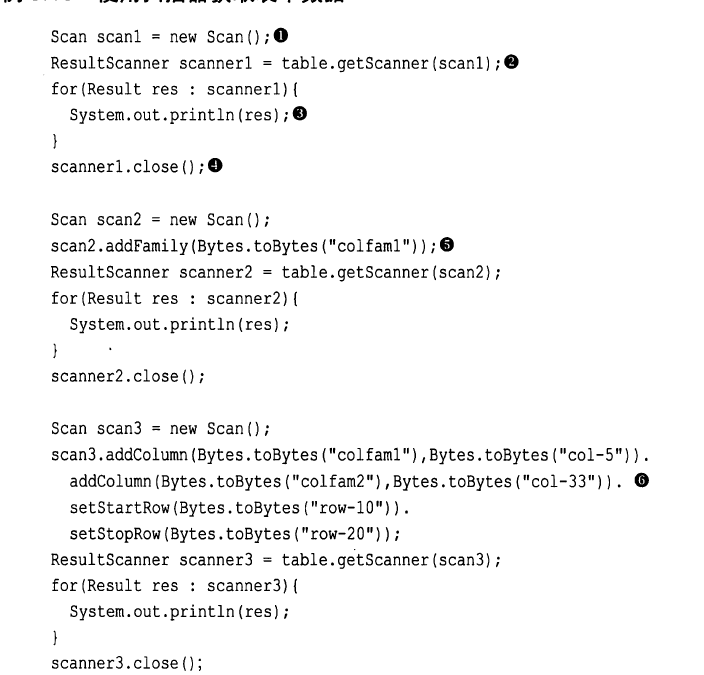 Scan scan1 = new Scan();❶
ResultScanner scanner1 = table.getScanner(scan1);❷
for(Result res : scanner1){
System.out.println(res);❸
}
scanner1.close();❹
Scan scan2 = new Scan();
scan2.addFamily(Bytes.toBytes("colfam1"));❺
ResultScanner scanner2 = table.getScanner(scan2);
for(Result res : scanner2){
System.out.println(res);
}
scanner2.close();
Scan scan3 = new Scan();
scan3.addColumn(Bytes.toBytes("colfam1"),Bytes.toBytes("col-5")).
addColumn(Bytes.toBytes("colfam2"),Bytes.toBytes("col-33")). ❻
setStartRow(Bytes.toBytes("row-10")).
setStopRow(Bytes.toBytes("row-20"));
ResultScanner scanner3 = table.getScanner(scan3);
for(Result res : scanner3){
System.out.println(res);
}
scanner3.close();